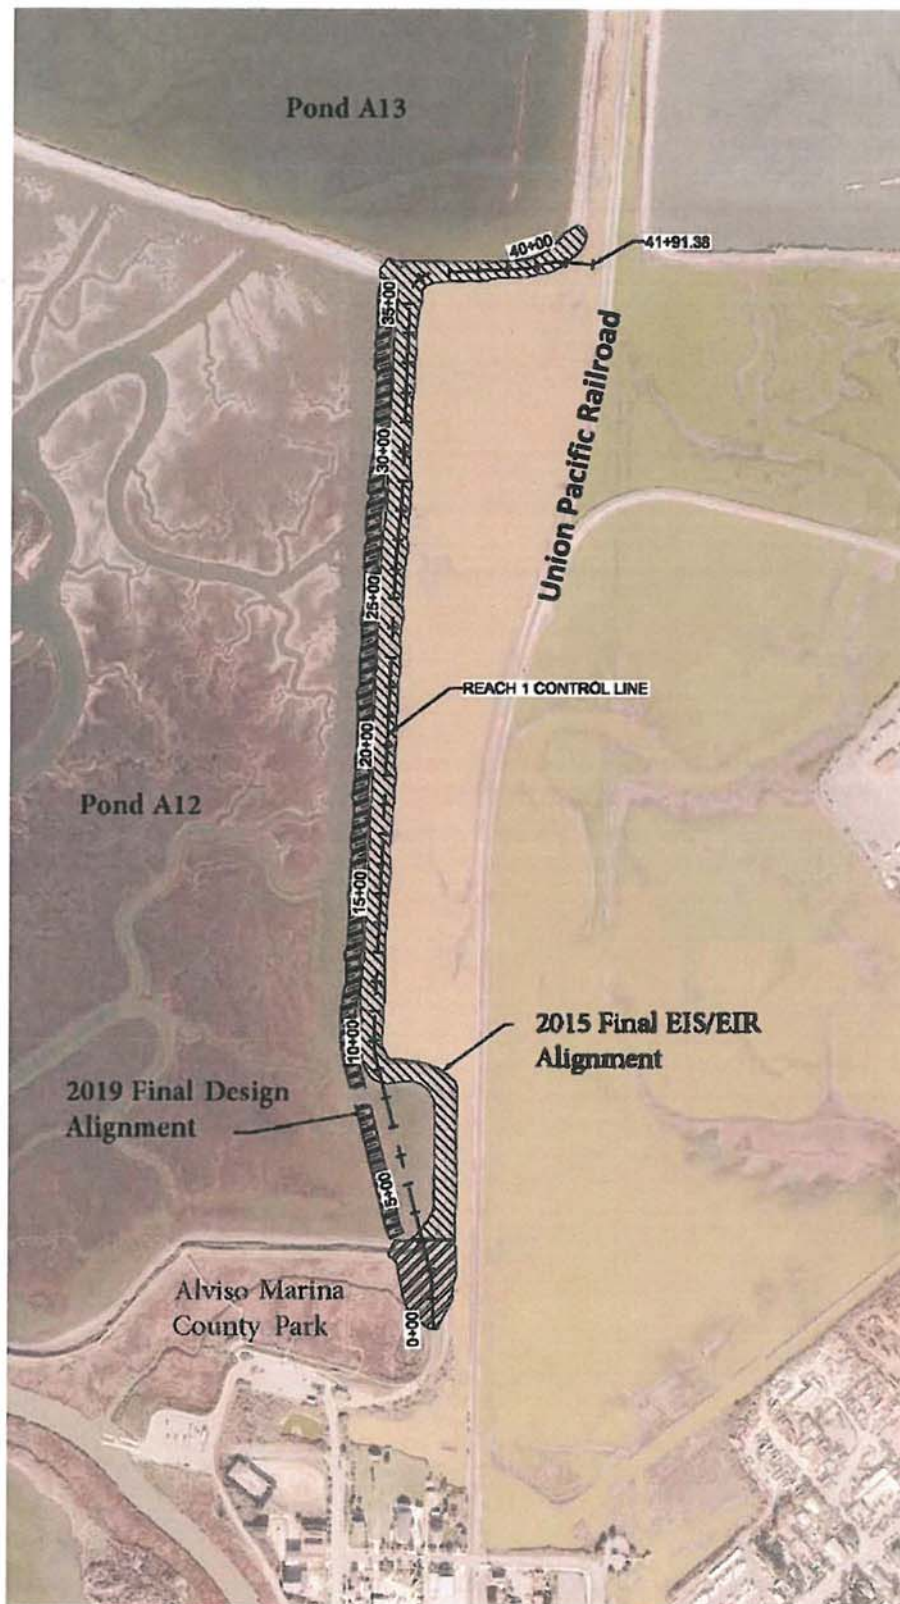 Pond A13
40+00
41+91.38
35+00
Union Pacific Railroad
30+00
25+00
REACH 1 CONTROL LINE
20+00
Pond A12
15+00
2015 Final EIS/EIR
Alignment
10+00
2019 Final Design
Alignment
5+00
Alviso Marina
County Park
0+00